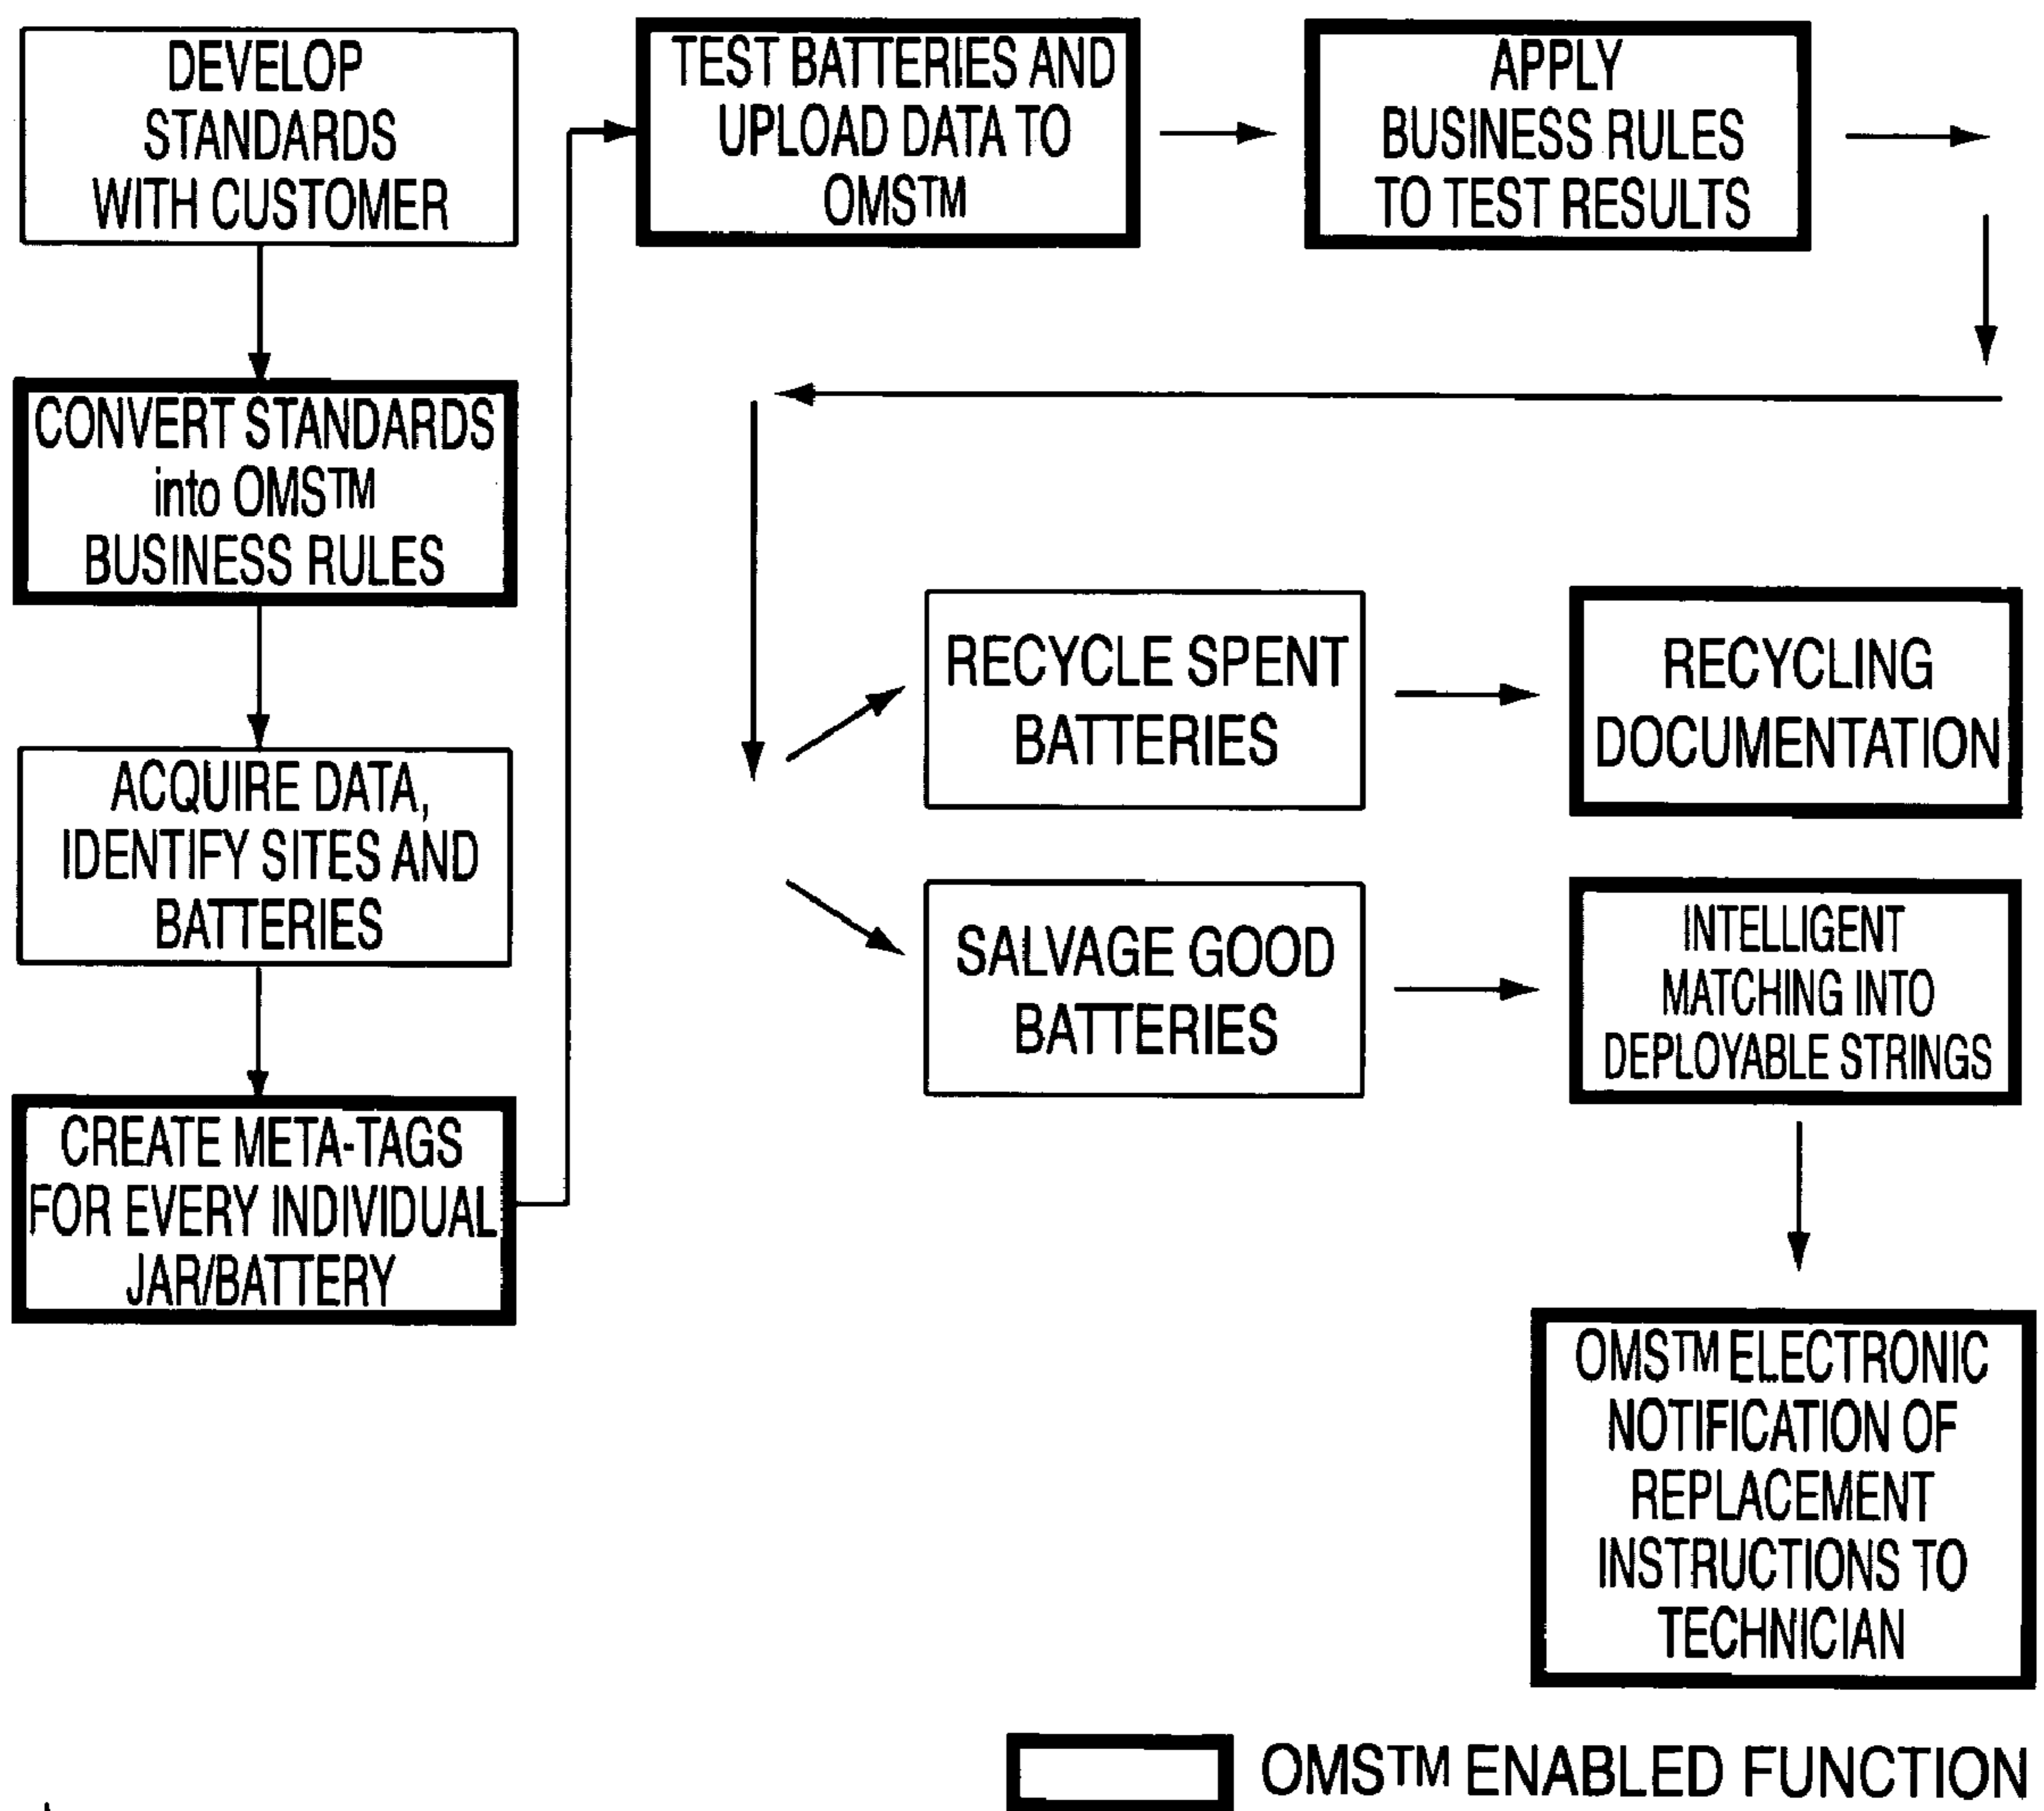 DEVELOP
STANDARDS
WITH CUSTOMER
CONVERT STANDARDS
into OMS™
BUSINESS RULES
ACQUIRE DATA,
IDENTIFY SITES AND
BATTERIES
CREATE META-TAGS
FOR EVERY INDIVIDUAL
JAR/BATTERY
TEST BATTERIES AND
UPLOAD DATA TO
OMS™
APPLY
BUSINESS RULES
TO TEST RESULTS
RECYCLE SPENT
BATTERIES
RECYCLING
DOCUMENTATION
SALVAGE GOOD
BATTERIES
INTELLIGENT
MATCHING INTO
DEPLOYABLE STRINGS
OMS™ ELECTRONIC
NOTIFICATION OF
REPLACEMENT
INSTRUCTIONS TO
TECHNICIAN
OMS™ ENABLED FUNCTION